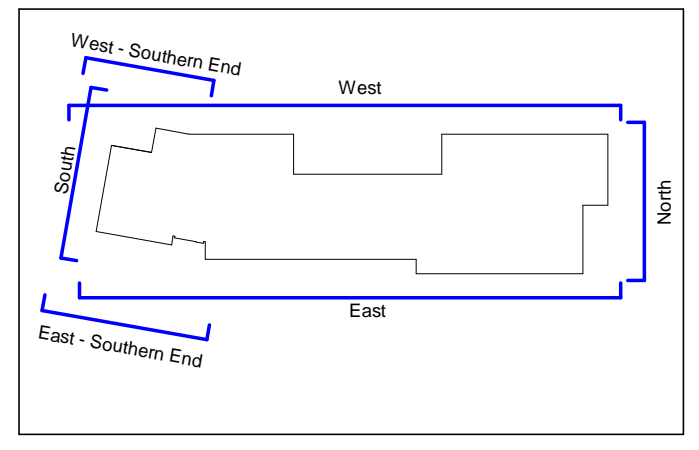 West - Southern End
West
South
North
East
East - Southern End